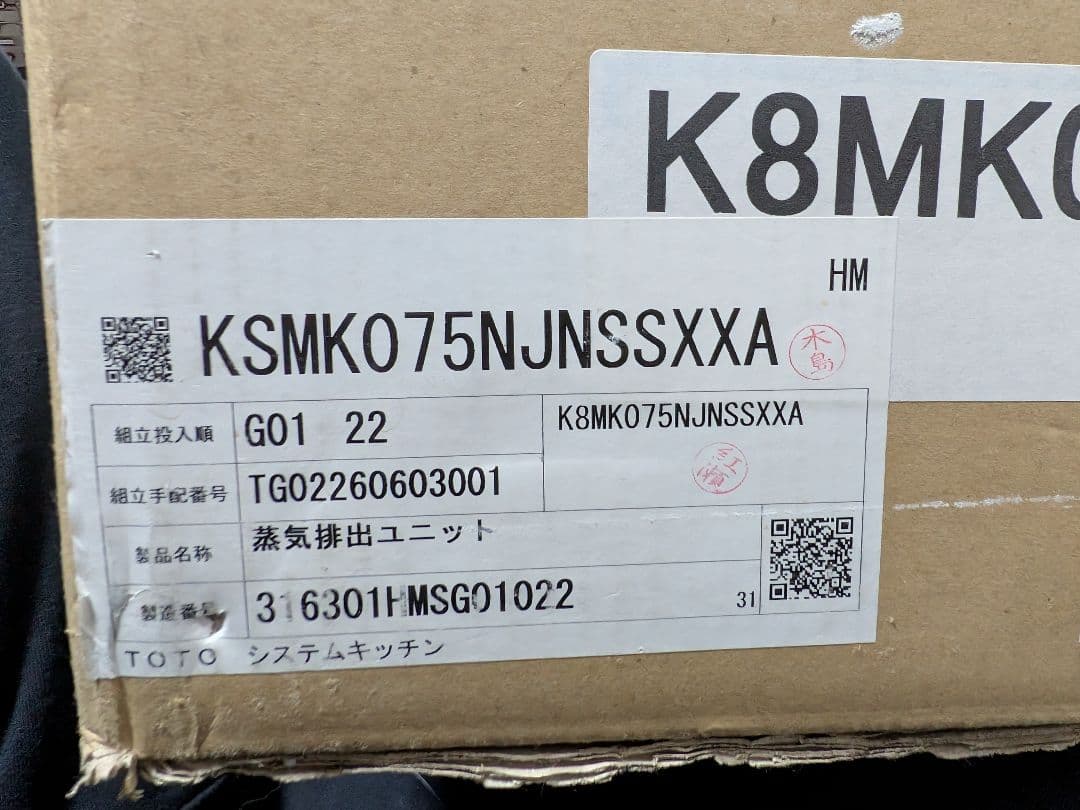 K8MK0
HM
KSMK075NJNSSXXA
木島
組立投入順 G01 22
K8MK075NJNSSXXA
紅瀬
組立手配番号 TG02260603001
製品名称 蒸気排出ユニット
製造番号 316301HMSG01022
31
TOTO システムキッチン